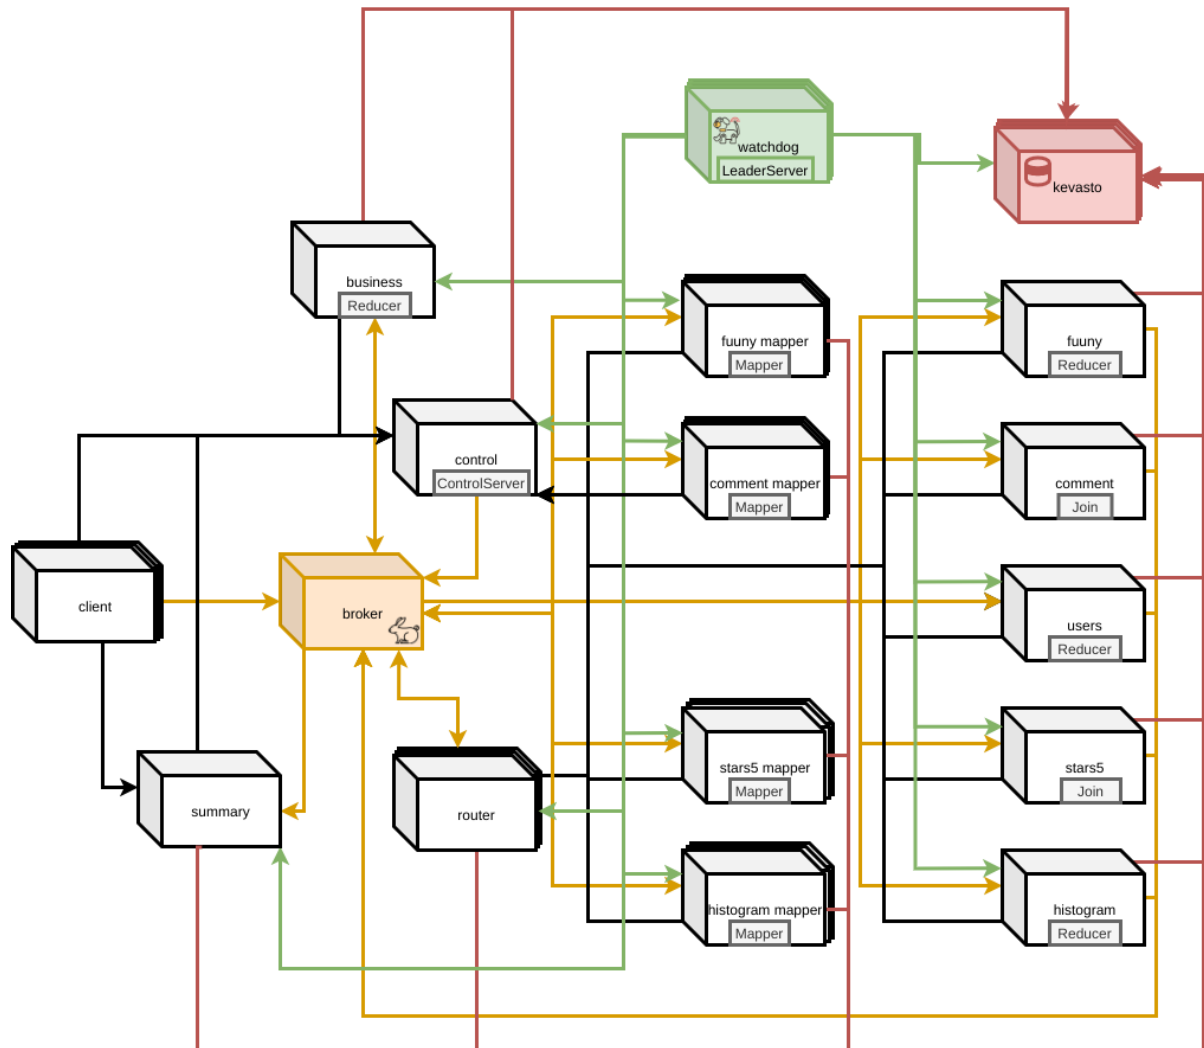 watchdog
LeaderServer
kevasto
business
Reducer
fuuny mapper
Mapper
fuuny
Reducer
control
ControlServer
comment mapper
Mapper
comment
Join
client
broker
users
Reducer
summary
router
stars5 mapper
Mapper
stars5
Join
histogram mapper
Mapper
histogram
Reducer